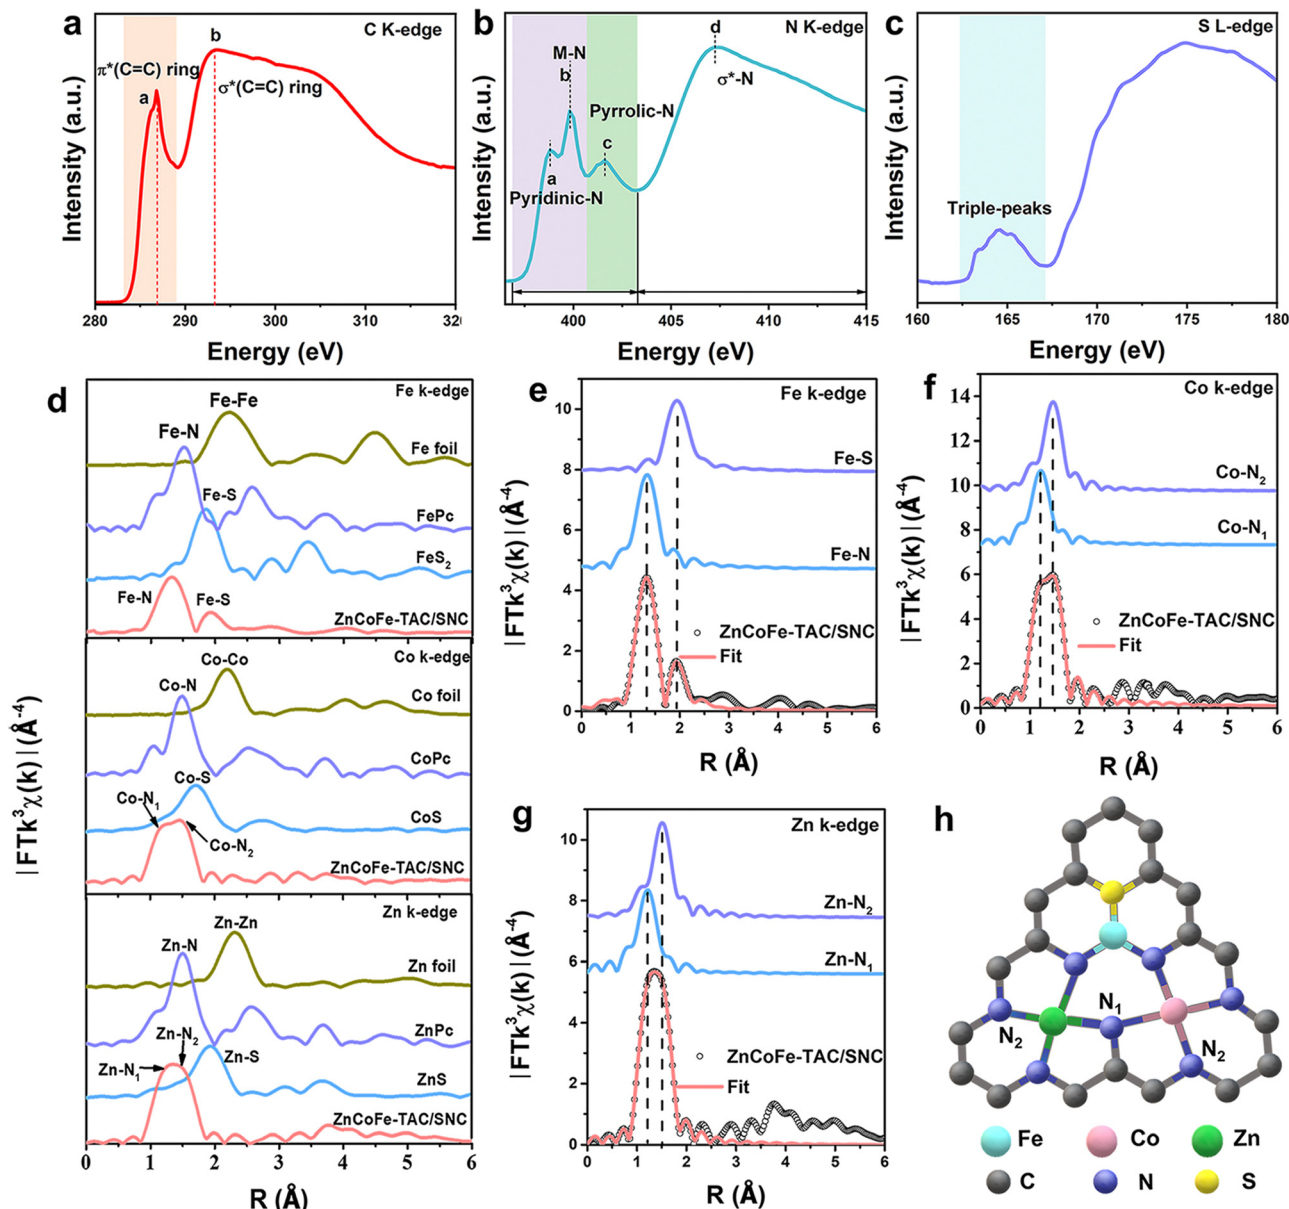 a
C K-edge
b
π*(C=C) ring
a
σ*(C=C) ring
Intensity (a.u.)
280 290 300 310 320
Energy (eV)
b
N K-edge
d
M-N
b
σ*-N
Pyrrolic-N
c
a
Pyridinic-N
Intensity (a.u.)
400 405 410 415
Energy (eV)
c
S L-edge
Triple-peaks
Intensity (a.u.)
160 165 170 175 180
Energy (eV)
d
Fe k-edge
Fe-Fe
Fe-N
Fe foil
Fe-S
FePc
FeS2
Fe-N
Fe-S
ZnCoFe-TAC/SNC
Co k-edge
Co-Co
Co-N
Co foil
CoPc
Co-S
Co-N1
CoS
Co-N2
ZnCoFe-TAC/SNC
Zn k-edge
Zn-Zn
Zn-N
Zn foil
ZnPc
Zn-N2
Zn-S
Zn-N1
ZnS
ZnCoFe-TAC/SNC
|FTk³χ(k)|(Å⁻⁴)
0 1 2 3 4 5 6
R (Å)
e
Fe k-edge
10
8
6
4
2
0
Fe-S
Fe-N
ZnCoFe-TAC/SNC
Fit
|FTk³χ(k)|(Å⁻⁴)
0 1 2 3 4 5 6
R (Å)
f
Co k-edge
14
12
10
8
6
4
2
0
Co-N2
Co-N1
ZnCoFe-TAC/SNC
Fit
|FTk³χ(k)|(Å⁻⁴)
0 1 2 3 4 5 6
R (Å)
g
Zn k-edge
10
8
6
4
2
0
Zn-N2
Zn-N1
ZnCoFe-TAC/SNC
Fit
|FTk³χ(k)|(Å⁻⁴)
0 1 2 3 4 5 6
R (Å)
h
N1
N2
N2
Fe Co Zn
C N S